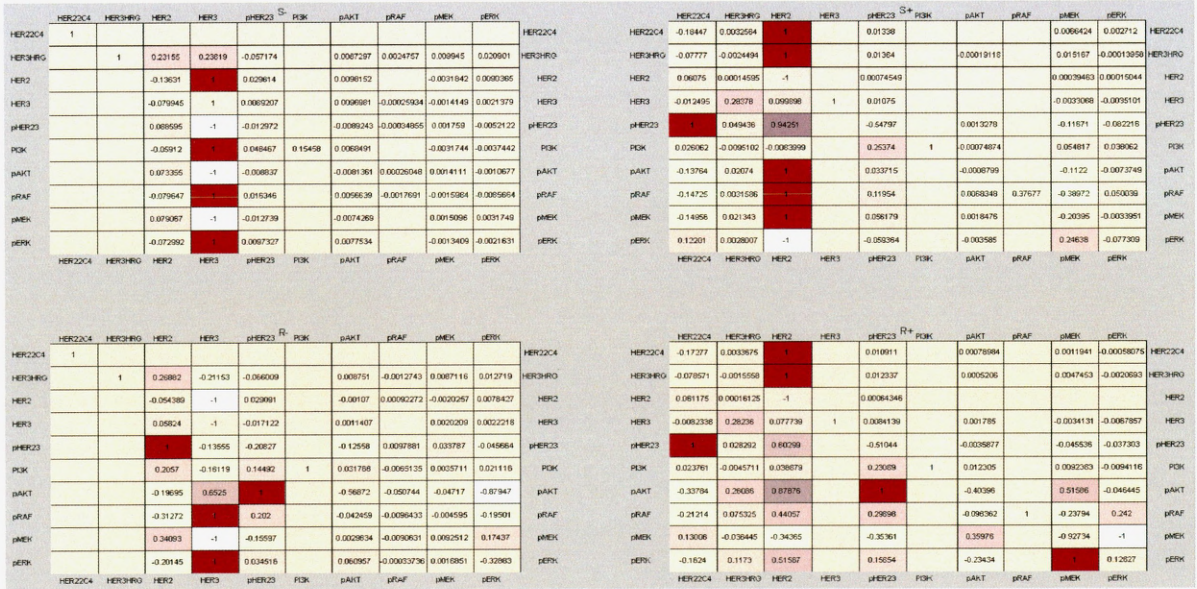 S-
HER22C4 HER3HRG HER2 HER3 pHER23 PI3K pAKT pRAF pMEK pERK
HER22C4 1 HER22C4
HER3HRG 1 0.23155 0.23819 -0.057174 0.0087297 0.0024757 0.009945 0.020901 HER3HRG
HER2 -0.13631 1 0.029614 0.0098152 -0.0031842 0.0090365 HER2
HER3 -0.079945 1 0.0089207 0.0096981 -0.00025934 -0.0014149 0.0021379 HER3
pHER23 0.088595 -1 -0.012972 -0.0089243 -0.00034855 0.001759 -0.0052122 pHER23
PI3K -0.05912 1 0.048467 0.15458 0.0068491 -0.0031744 -0.0037442 PI3K
pAKT 0.073355 -1 -0.008837 -0.0081361 0.00026048 0.0014111 -0.0010677 pAKT
pRAF -0.079647 1 0.015346 0.0056639 -0.0017691 -0.0015984 -0.0085664 pRAF
pMEK 0.079067 -1 -0.012739 -0.0074269 0.0015096 0.0031749 pMEK
pERK -0.072992 1 0.0097327 0.0077534 -0.0013409 -0.0021631 pERK
HER22C4 HER3HRG HER2 HER3 pHER23 PI3K pAKT pRAF pMEK pERK
S+
HER22C4 HER3HRG HER2 HER3 pHER23 PI3K pAKT pRAF pMEK pERK
HER22C4 -0.18447 0.0032564 1 0.01338 0.0066424 0.002712 HER22C4
HER3HRG -0.07777 -0.0024494 1 0.01364 -0.00019116 0.015167 -0.00013958 HER3HRG
HER2 0.06075 0.00014595 -1 0.00074549 0.00039463 0.00015044 HER2
HER3 -0.012495 0.28378 0.099898 1 0.01075 -0.0033068 -0.0035101 HER3
pHER23 1 0.049436 0.94251 -0.54797 0.0013278 -0.11671 -0.082216 pHER23
PI3K 0.026062 -0.0095102 -0.0083999 0.25374 1 -0.00074874 0.054817 0.038062 PI3K
pAKT -0.13764 0.02074 1 0.033715 -0.0008799 -0.1122 -0.0073749 pAKT
pRAF -0.14725 0.0031586 1 0.11954 0.0068348 0.37677 -0.38972 0.050039 pRAF
pMEK -0.14956 0.021343 1 0.056179 0.0018476 -0.20395 -0.0033951 pMEK
pERK 0.12201 0.0028007 -1 -0.059364 -0.003585 0.24638 -0.077309 pERK
HER22C4 HER3HRG HER2 HER3 pHER23 PI3K pAKT pRAF pMEK pERK
R-
HER22C4 HER3HRG HER2 HER3 pHER23 PI3K pAKT pRAF pMEK pERK
HER22C4 1 HER22C4
HER3HRG 1 0.26882 -0.21153 -0.066009 0.008751 -0.0012743 0.0087116 0.012719 HER3HRG
HER2 -0.054389 -1 0.029091 -0.00107 0.00092272 -0.0020257 0.0078427 HER2
HER3 0.05824 -1 -0.017122 0.0011407 0.0020209 0.0022218 HER3
pHER23 1 -0.13555 -0.20827 -0.12558 0.0097881 0.033787 -0.045664 pHER23
PI3K 0.2057 -0.16119 0.14492 1 0.031768 -0.0065135 0.0035711 0.021116 PI3K
pAKT -0.19695 0.6525 1 -0.56872 -0.050744 -0.04717 -0.87947 pAKT
pRAF -0.31272 1 0.202 -0.042459 -0.0096433 -0.004595 -0.19501 pRAF
pMEK 0.34093 -1 -0.15597 0.0029834 -0.0090631 0.0092512 0.17437 pMEK
pERK -0.20145 1 0.034516 0.060957 -0.00033736 0.0018851 -0.32883 pERK
HER22C4 HER3HRG HER2 HER3 pHER23 PI3K pAKT pRAF pMEK pERK
R+
HER22C4 HER3HRG HER2 HER3 pHER23 PI3K pAKT pRAF pMEK pERK
HER22C4 -0.17377 0.0033675 1 0.010911 0.00078984 0.0011941 -0.00058075 HER22C4
HER3HRG -0.078571 -0.0015558 1 0.012337 0.0005206 0.0047453 -0.0020693 HER3HRG
HER2 0.061175 0.00016125 -1 0.00064346 HER2
HER3 -0.0082338 0.28236 0.077739 1 0.0084139 0.001785 -0.0034131 -0.0067857 HER3
pHER23 1 0.028292 0.60299 -0.51044 -0.0035877 -0.045536 -0.037303 pHER23
PI3K 0.023761 -0.0045711 0.038679 0.23089 1 0.012305 0.0092383 -0.0094116 PI3K
pAKT -0.33784 0.26086 0.87876 1 -0.40396 0.51586 -0.046445 pAKT
pRAF -0.21214 0.075325 0.44057 0.29898 -0.098362 1 -0.23794 0.242 pRAF
pMEK 0.13098 -0.036445 -0.34365 -0.35361 0.35976 -0.92734 -1 pMEK
pERK -0.1624 0.1173 0.51567 0.15654 -0.23434 1 0.12627 pERK
HER22C4 HER3HRG HER2 HER3 pHER23 PI3K pAKT pRAF pMEK pERK